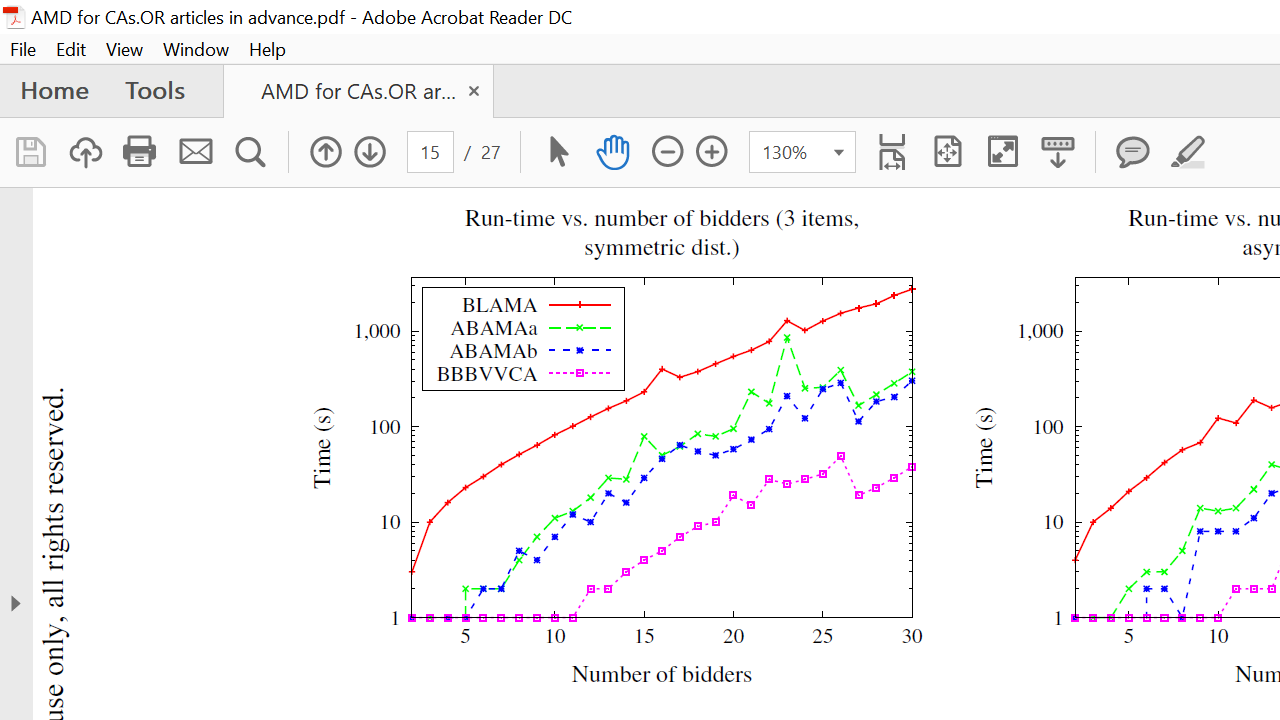 AMD for CAs.OR articles in advance.pdf - Adobe Acrobat Reader DC
File Edit View Window Help
Home Tools AMD for CAs.OR ar... ×
15 / 27 130%
use only, all rights reserved.
Run-time vs. number of bidders (3 items,
symmetric dist.)
BLAMA
ABAMAa
ABAMAb
BBBVVCA
1,000
100
10
1
Time (s)
5 10 15 20 25 30
Number of bidders
Run-time vs. nu
asy
1,000
100
10
1
Time (s)
5 10
Num